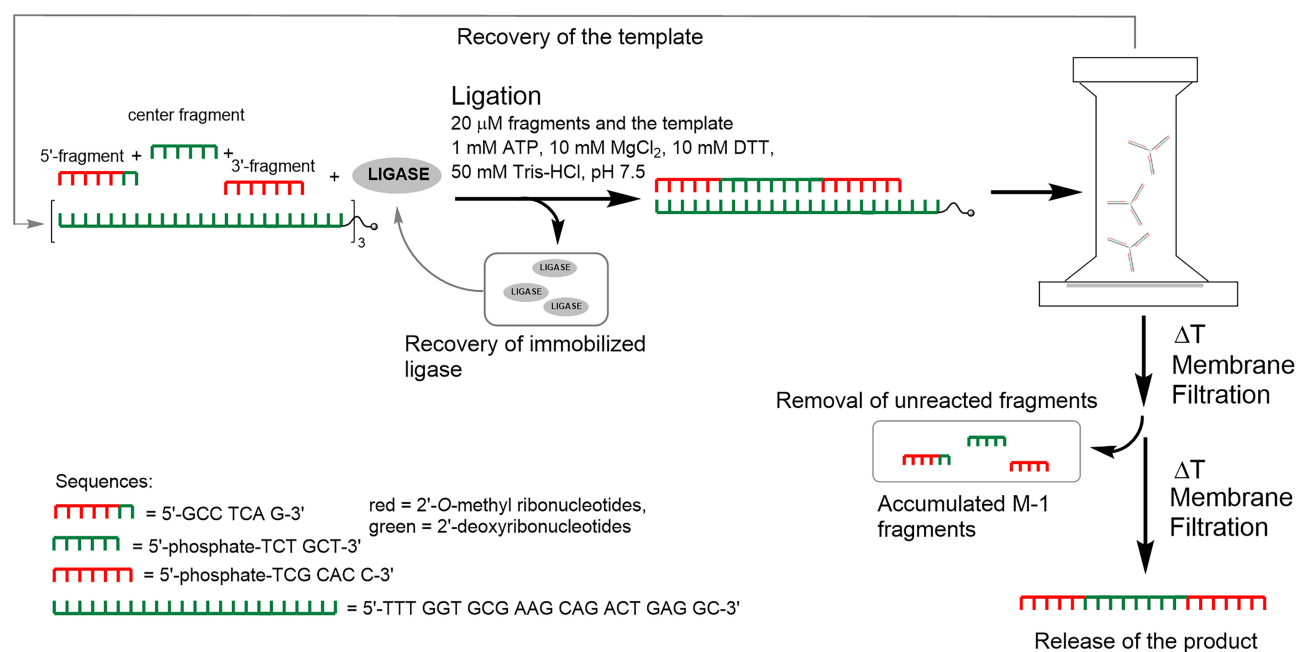 Recovery of the template
center fragment
5'-fragment +
+
3'-fragment
+
LIGASE
3
Ligation
20 μM fragments and the template
1 mM ATP, 10 mM MgCl2, 10 mM DTT,
50 mM Tris-HCl, pH 7.5
LIGASE
LIGASE
LIGASE
Recovery of immobilized
ligase
ΔT
Membrane
Filtration
Removal of unreacted fragments
Accumulated M-1
fragments
ΔT
Membrane
Filtration
Release of the product
Sequences:
= 5'-GCC TCA G-3'
= 5'-phosphate-TCT GCT-3'
= 5'-phosphate-TCG CAC C-3'
= 5'-TTT GGT GCG AAG CAG ACT GAG GC-3'
red = 2'-O-methyl ribonucleotides,
green = 2'-deoxyribonucleotides